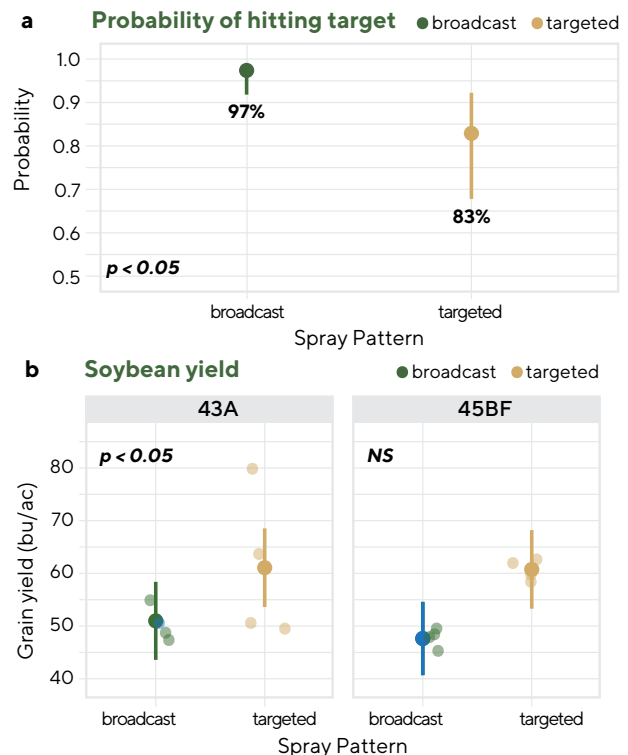 a Probability of hitting target broadcast targeted
Probability
1.0
0.9
0.8
0.7
0.6
0.5
97%
83%
p < 0.05
broadcast targeted
Spray Pattern
b Soybean yield broadcast targeted
43A 45BF
Grain yield (bu/ac)
80
70
60
50
40
p < 0.05
NS
broadcast targeted broadcast targeted
Spray Pattern